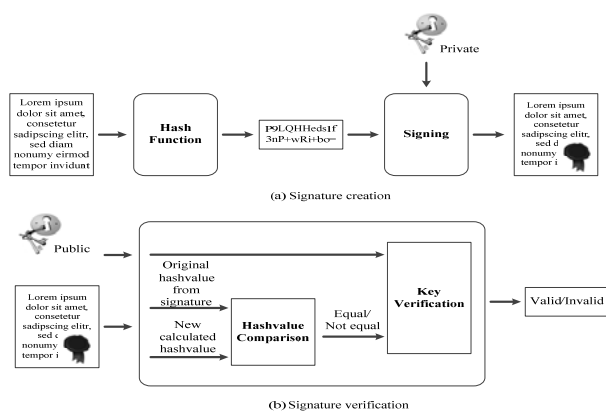 Private
Lorem ipsum
dolor sit amet,
consetetur
sadipscing elitr,
sed diam
nonumy eirmod
tempor invidunt
Hash
Function
P9LQHHeds1f
3nP+wRi+bo=
Signing
Lorem ipsum
dolor sit amet,
consetetur
sadipscing elitr,
sed d
nonumy
tempor i
(a) Signature creation
Public
Lorem ipsum
dolor sit amet,
consetetur
sadipscing elitr,
sed d
nonumy
tempor i
Original
hashvalue
from
signature
New
calculated
hashvalue
Hashvalue
Comparison
Equal/
Not equal
Key
Verification
Valid/Invalid
(b) Signature verification